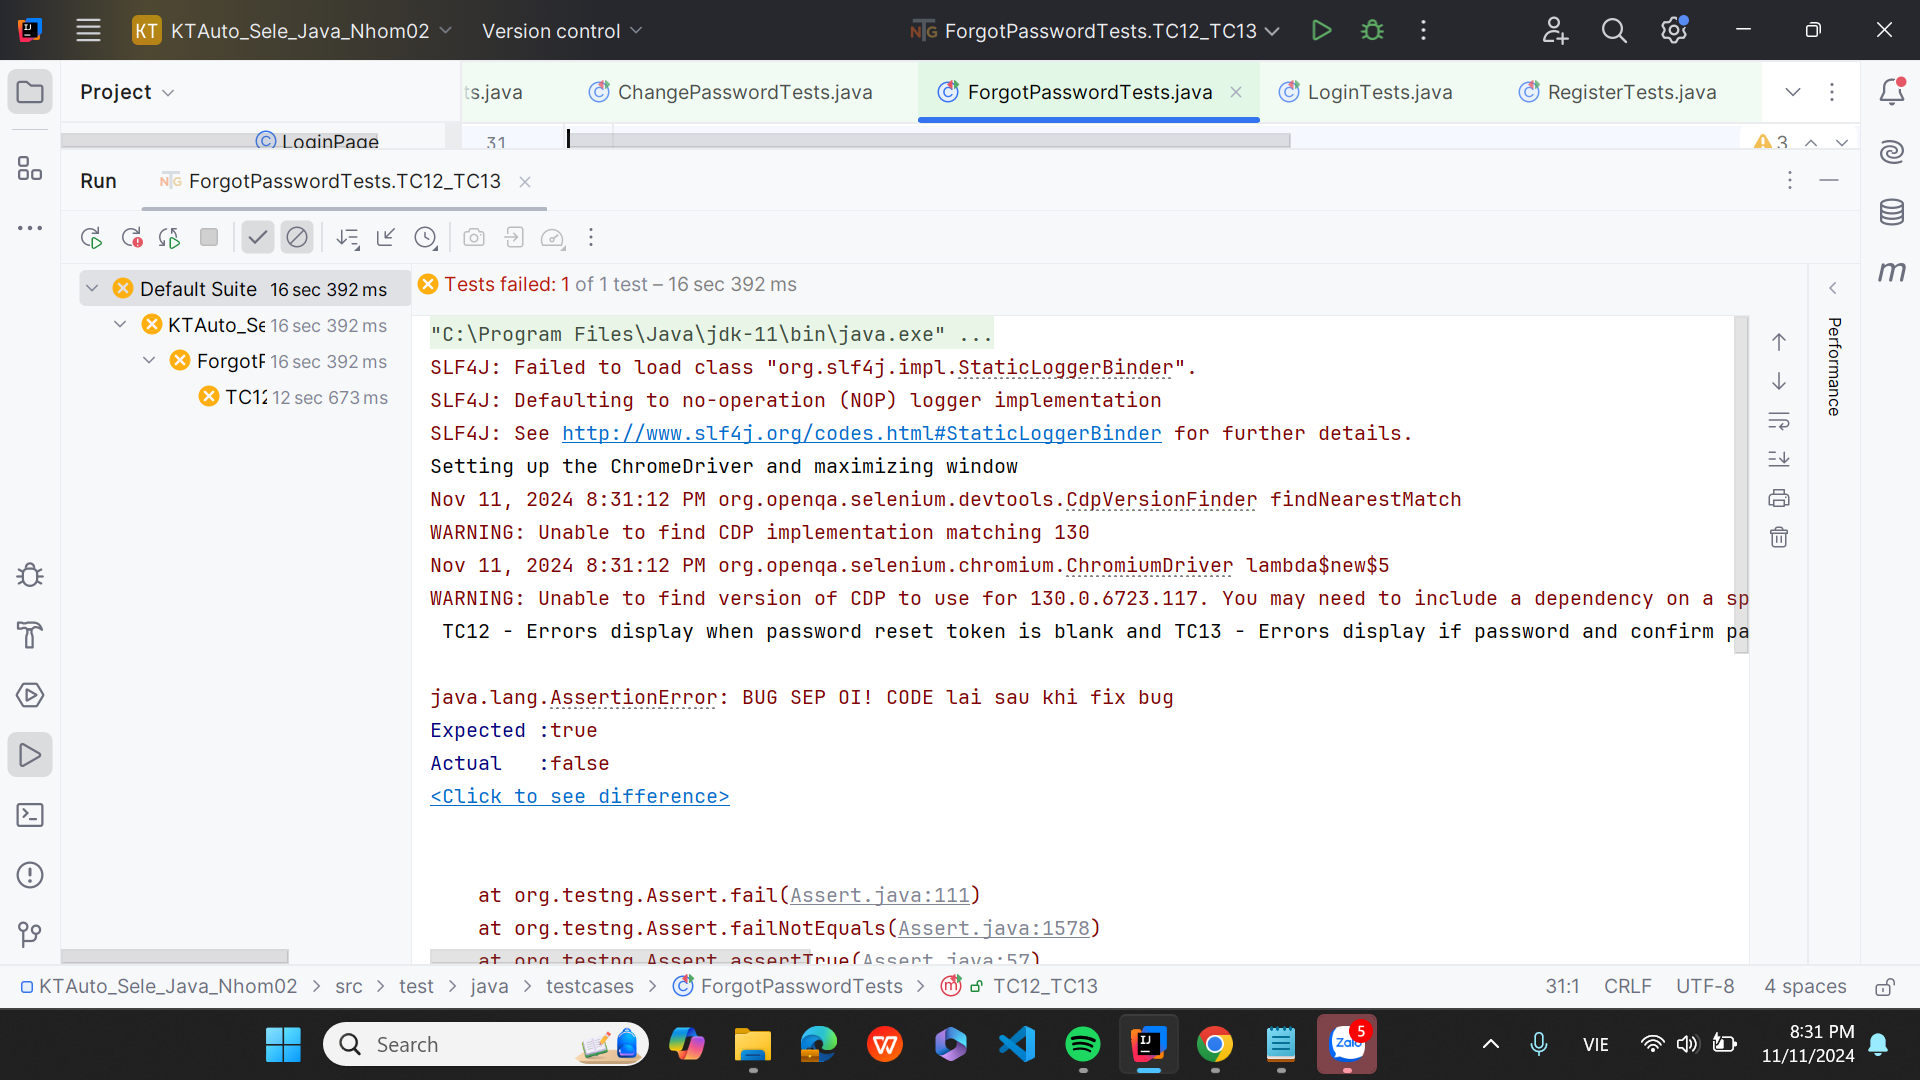 KT KTAuto_Sele_Java_Nhom02 Version control ForgotPasswordTests.TC12_TC13
Project ts.java ChangePasswordTests.java ForgotPasswordTests.java LoginTests.java RegisterTests.java
LoginPage 31 3
Run ForgotPasswordTests.TC12_TC13
Default Suite 16 sec 392 ms
Tests failed: 1 of 1 test – 16 sec 392 ms
KTAuto_Se 16 sec 392 ms
ForgotP 16 sec 392 ms
TC12 12 sec 673 ms
"C:\Program Files\Java\jdk-11\bin\java.exe" ...
SLF4J: Failed to load class "org.slf4j.impl.StaticLoggerBinder".
SLF4J: Defaulting to no-operation (NOP) logger implementation
SLF4J: See http://www.slf4j.org/codes.html#StaticLoggerBinder for further details.
Setting up the ChromeDriver and maximizing window
Nov 11, 2024 8:31:12 PM org.openqa.selenium.devtools.CdpVersionFinder findNearestMatch
WARNING: Unable to find CDP implementation matching 130
Nov 11, 2024 8:31:12 PM org.openqa.selenium.chromium.ChromiumDriver lambda$new$5
WARNING: Unable to find version of CDP to use for 130.0.6723.117. You may need to include a dependency on a sp
TC12 - Errors display when password reset token is blank and TC13 - Errors display if password and confirm pa
java.lang.AssertionError: BUG SEP OI! CODE lai sau khi fix bug
Expected :true
Actual   :false
<Click to see difference>
at org.testng.Assert.fail(Assert.java:111)
at org.testng.Assert.failNotEquals(Assert.java:1578)
at org.testng.Assert.assertTrue(Assert.java:57)
Performance
m
KTAuto_Sele_Java_Nhom02 > src > test > java > testcases > ForgotPasswordTests > TC12_TC13
31:1 CRLF UTF-8 4 spaces
Search
Zalo 5
VIE
8:31 PM
11/11/2024